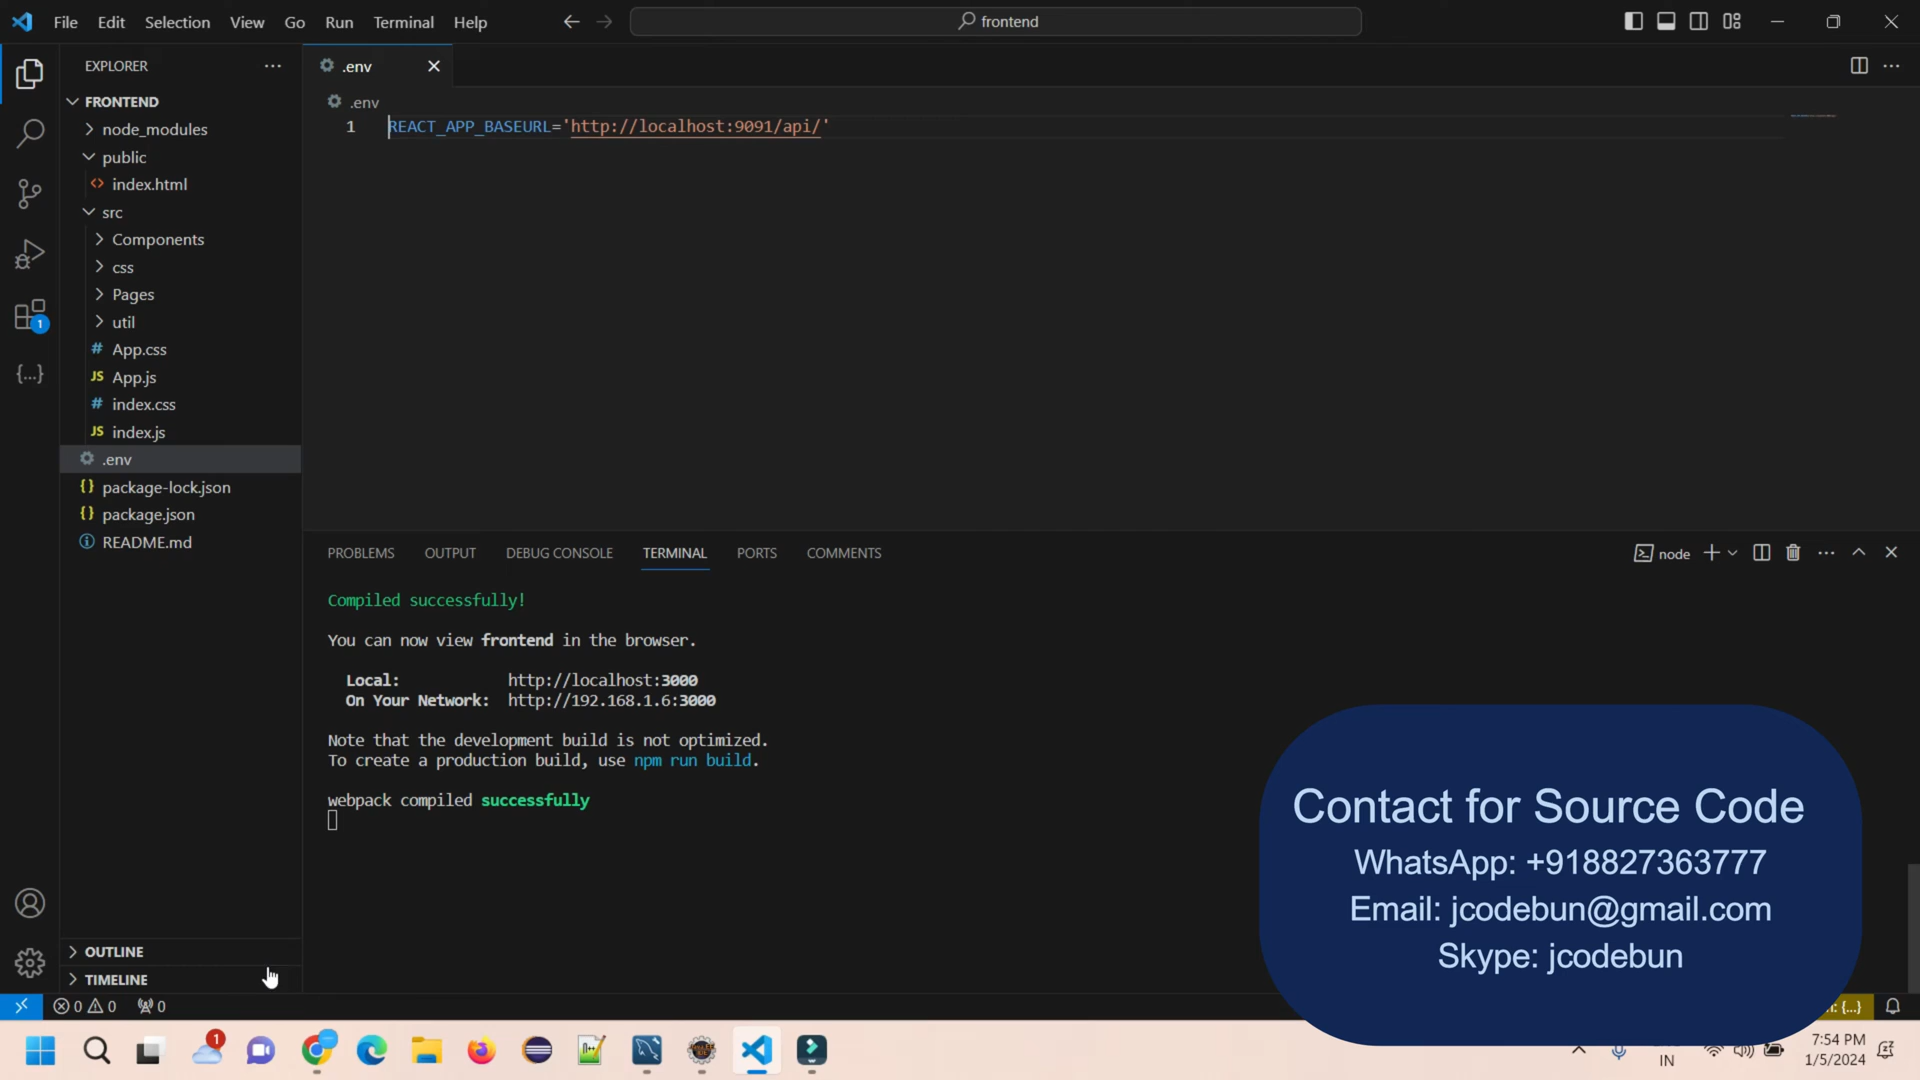 File Edit Selection View Go Run Terminal Help
frontend
EXPLORER
.env
FRONTEND
node_modules
public
index.html
src
Components
css
Pages
util
App.css
App.js
index.css
index.js
.env
package-lock.json
package.json
README.md
OUTLINE
TIMELINE
1
.env
1 REACT_APP_BASEURL='http://localhost:9091/api/'
PROBLEMS OUTPUT DEBUG CONSOLE TERMINAL PORTS COMMENTS
node
Compiled successfully!
You can now view frontend in the browser.
Local: http://localhost:3000
On Your Network: http://192.168.1.6:3000
Note that the development build is not optimized.
To create a production build, use npm run build.
webpack compiled successfully
Contact for Source Code
WhatsApp: +918827363777
Email: jcodebun@gmail.com
Skype: jcodebun
0 0 0
1
IN
7:54 PM
1/5/2024